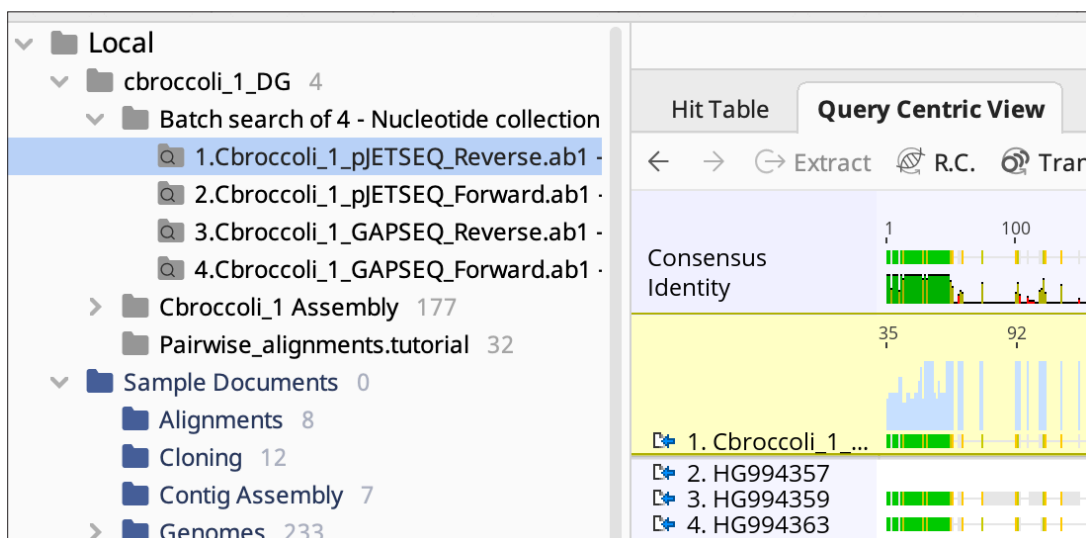 Local
cbroccoli_1_DG 4
Batch search of 4 - Nucleotide collection
1.Cbroccoli_1_pJETSEQ_Reverse.ab1 -
2.Cbroccoli_1_pJETSEQ_Forward.ab1 -
3.Cbroccoli_1_GAPSEQ_Reverse.ab1 -
4.Cbroccoli_1_GAPSEQ_Forward.ab1 -
Cbroccoli_1 Assembly 177
Pairwise_alignments.tutorial 32
Sample Documents 0
Alignments 8
Cloning 12
Contig Assembly 7
Genomes 233
Hit Table Query Centric View
Extract R.C. Tran
1 100
Consensus
Identity
35 92
1. Cbroccoli_1_...
2. HG994357
3. HG994359
4. HG994363